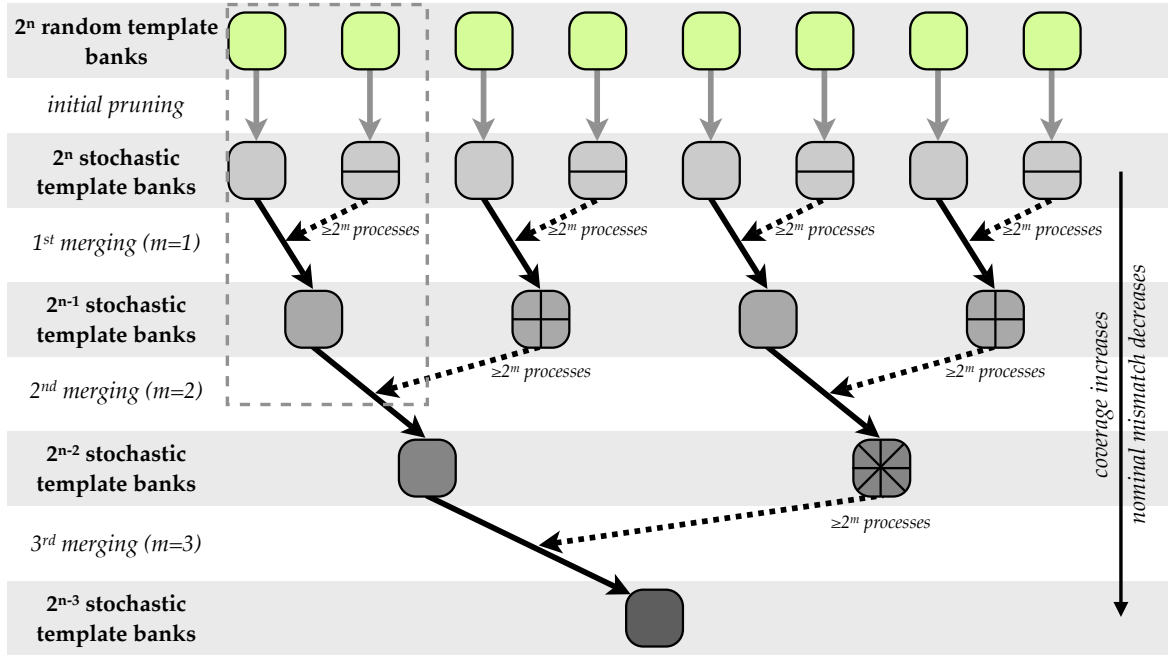 2ⁿ random template
banks
initial pruning
2ⁿ stochastic
template banks
1ˢᵗ merging (m=1)
≥2ᵐ processes
≥2ᵐ processes
≥2ᵐ processes
≥2ᵐ processes
2ⁿ⁻¹ stochastic
template banks
2ⁿᵈ merging (m=2)
≥2ᵐ processes
≥2ᵐ processes
2ⁿ⁻² stochastic
template banks
3ʳᵈ merging (m=3)
≥2ᵐ processes
2ⁿ⁻³ stochastic
template banks
coverage increases
nominal mismatch decreases